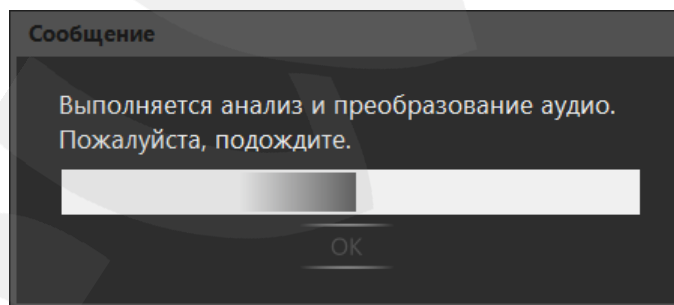 Сообщение
Выполняется анализ и преобразование аудио.
Пожалуйста, подождите.
OK